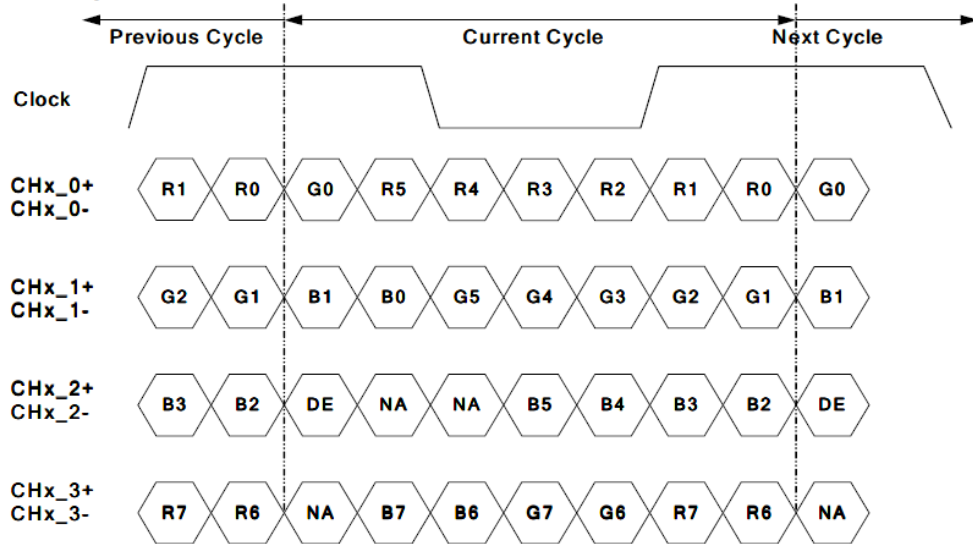 Previous Cycle Current Cycle Next Cycle
Clock
CHx_0+
CHx_0-
R1 R0 G0 R5 R4 R3 R2 R1 R0 G0
CHx_1+
CHx_1-
G2 G1 B1 B0 G5 G4 G3 G2 G1 B1
CHx_2+
CHx_2-
B3 B2 DE NA NA B5 B4 B3 B2 DE
CHx_3+
CHx_3-
R7 R6 NA B7 B6 G7 G6 R7 R6 NA